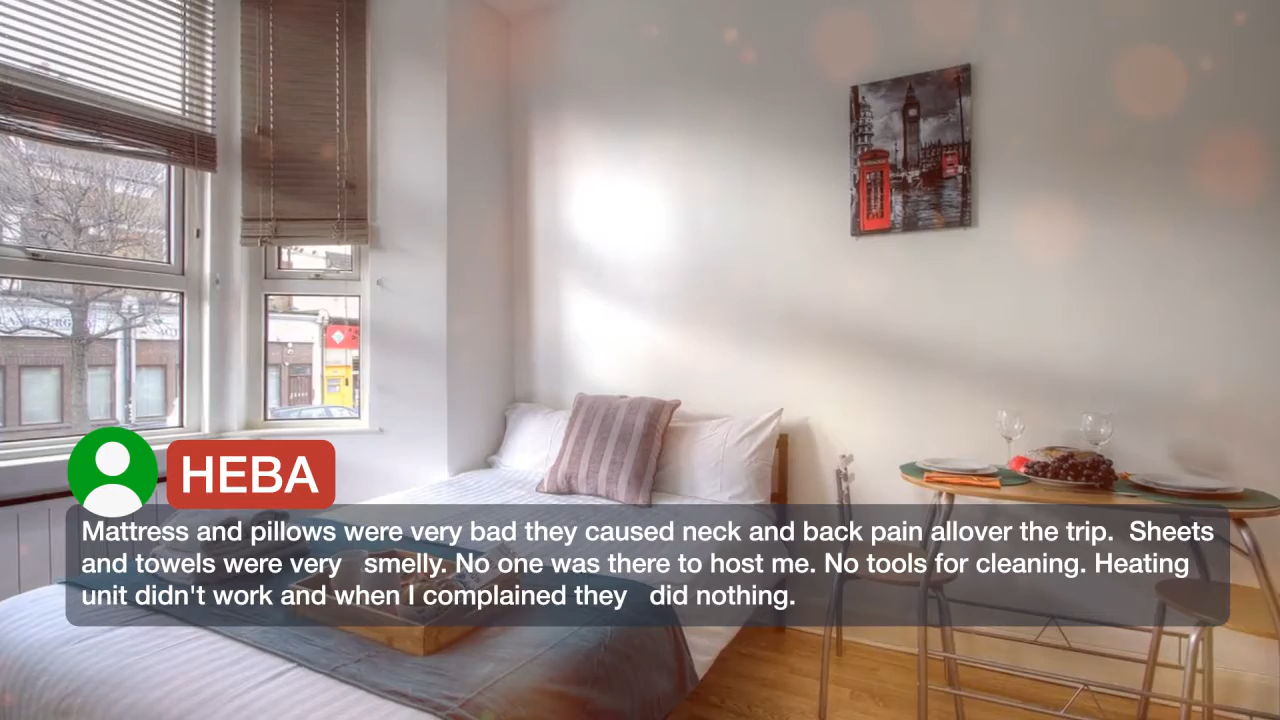 HEBA
Mattress and pillows were very bad they caused neck and back pain allover the trip.  Sheets
and towels were very   smelly. No one was there to host me. No tools for cleaning. Heating
unit didn't work and when I complained they   did nothing.